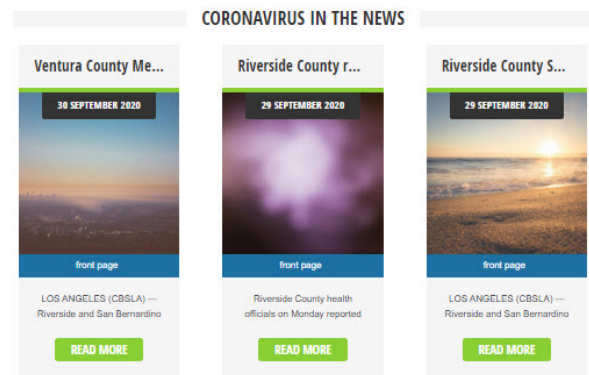 CORONAVIRUS IN THE NEWS
Ventura County Me...
30 SEPTEMBER 2020
front page
LOS ANGELES (CBSLA) —
Riverside and San Bernardino
READ MORE
Riverside County r...
29 SEPTEMBER 2020
front page
Riverside County health
officials on Monday reported
READ MORE
Riverside County S...
29 SEPTEMBER 2020
front page
LOS ANGELES (CBSLA) —
Riverside and San Bernardino
READ MORE